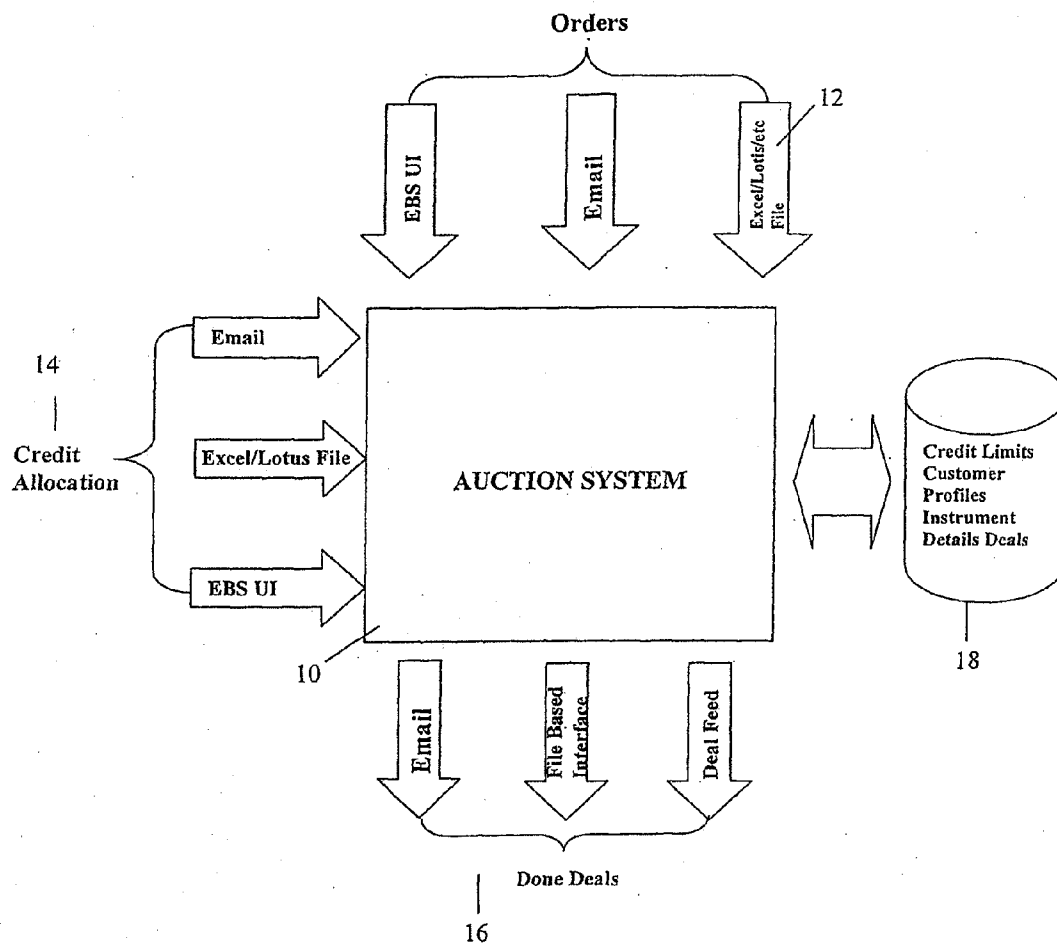 Orders
12
EBS UI
Email
Excel/Lotis/etc
File
Email
14
Credit
Allocation
Excel/Lotus File
EBS UI
AUCTION SYSTEM
Credit Limits
Customer
Profiles
Instrument
Details Deals
10
18
Email
File Based
Interface
Deal Feed
Done Deals
16